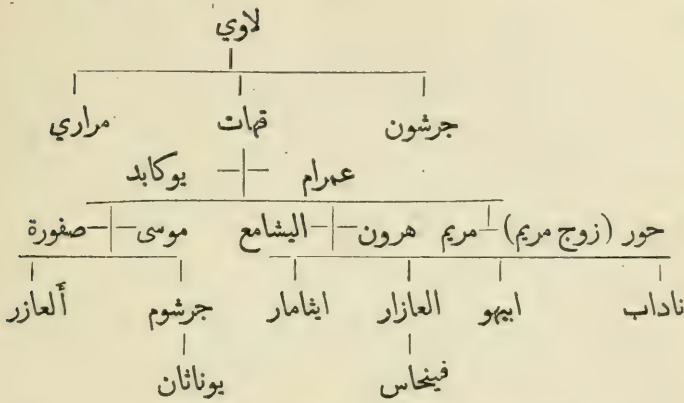 لاوي
جرشون قهات مراري
عمرام يوكابد
حور (زوج مريم) مريم هرون اليشامع موسى صفورة
ناداب ابيهو العازار ايثامار جرشوم ألعازر
فينحاس يوناثان